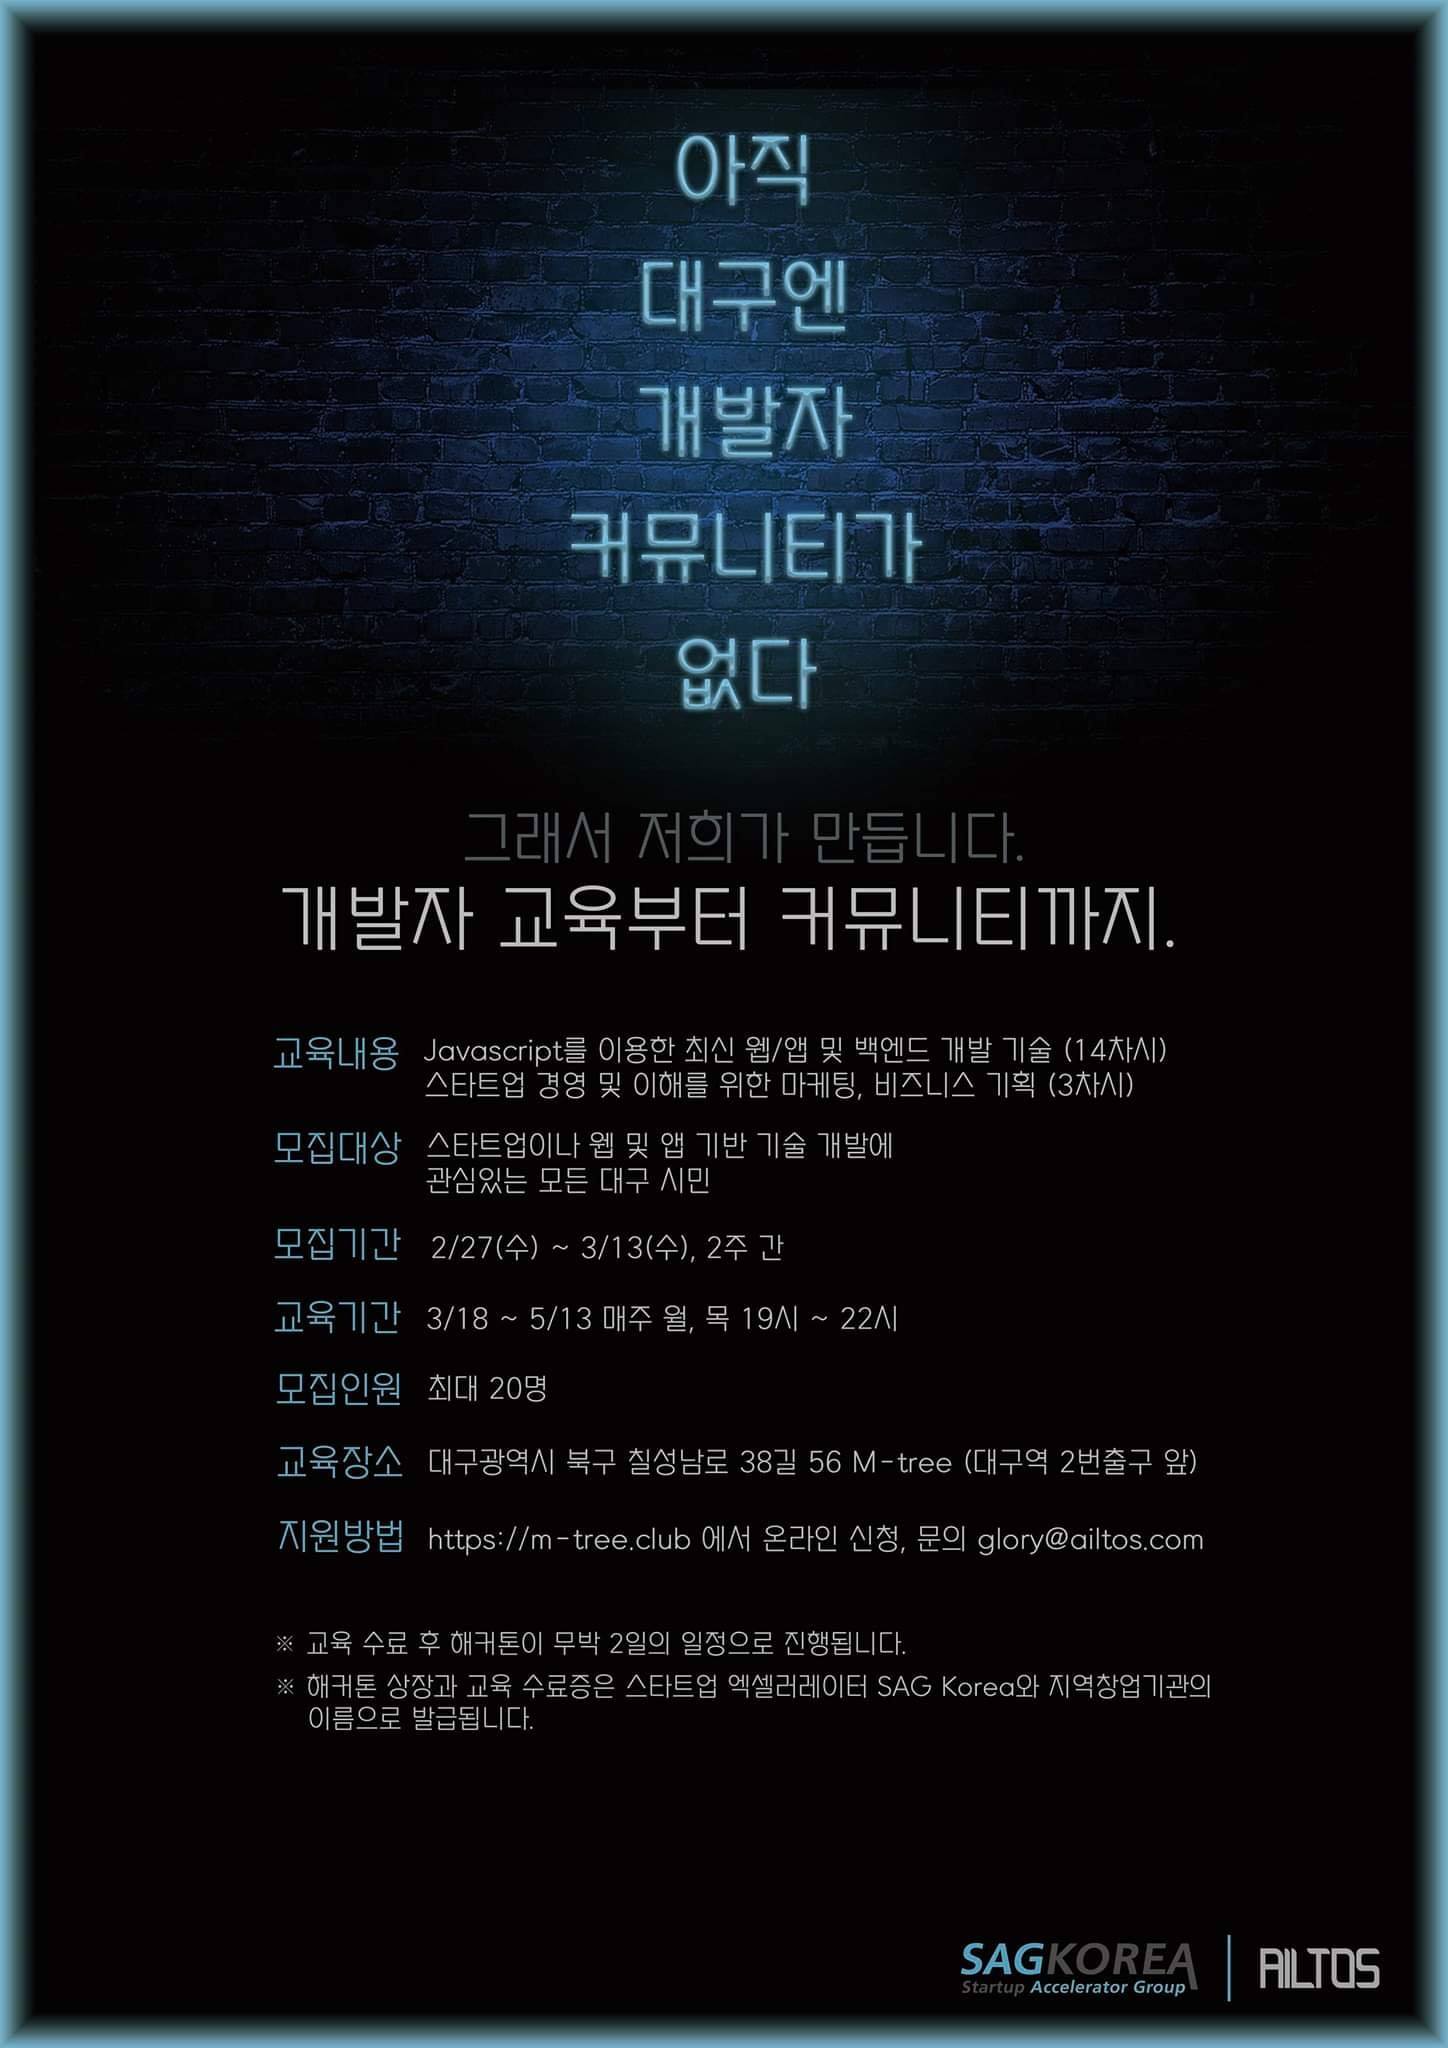 아직
대구엔
개발자
커뮤니티가
없다
그래서 저희가 만듭니다.
개발자 교육부터 커뮤니티까지.
교육내용 Javascript를 이용한 최신 웹/앱 및 백엔드 개발 기술 (14차시)
스타트업 경영 및 이해를 위한 마케팅, 비즈니스 기획 (3차시)
모집대상 스타트업이나 웹 및 앱 기반 기술 개발에
관심있는 모든 대구 시민
모집기간 2/27(수) ~ 3/13(수), 2주 간
교육기간 3/18 ~ 5/13 매주 월, 목 19시 ~ 22시
모집인원 최대 20명
교육장소 대구광역시 북구 칠성남로 38길 56 M-tree (대구역 2번출구 앞)
지원방법 https://m-tree.club 에서 온라인 신청, 문의 glory@ailtos.com
※ 교육 수료 후 해커톤이 무박 2일의 일정으로 진행됩니다.
※ 해커톤 상장과 교육 수료증은 스타트업 엑셀러레이터 SAG Korea와 지역창업기관의
이름으로 발급됩니다.
SAGKOREA
Startup Accelerator Group
AILTOS